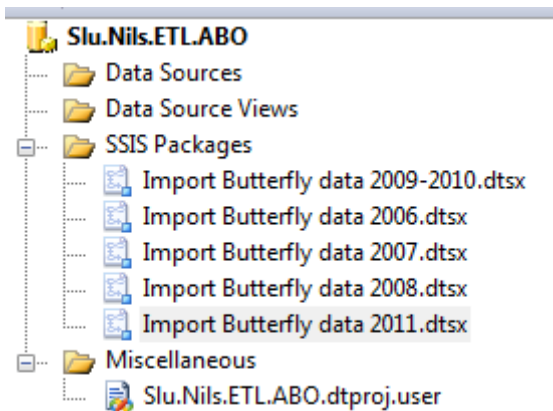 Slu.Nils.ETL.ABO
Data Sources
Data Source Views
SSIS Packages
Import Butterfly data 2009-2010.dtsx
Import Butterfly data 2006.dtsx
Import Butterfly data 2007.dtsx
Import Butterfly data 2008.dtsx
Import Butterfly data 2011.dtsx
Miscellaneous
Slu.Nils.ETL.ABO.dtproj.user